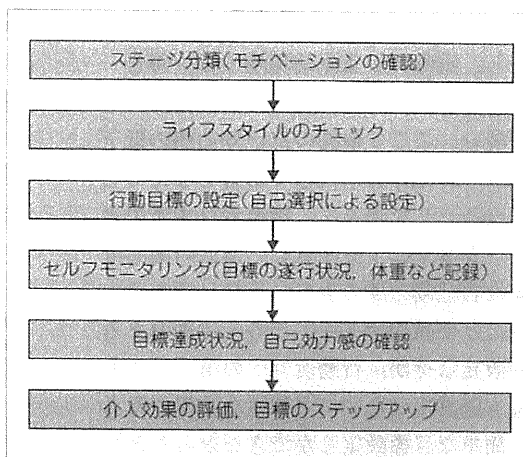 ステージ分類(モチベーションの確認)
ライフスタイルのチェック
行動目標の設定(自己選択による設定)
セルフモニタリング(目標の遂行状況，体重など記録)
目標達成状況，自己効力感の確認
介入効果の評価，目標のステップアップ